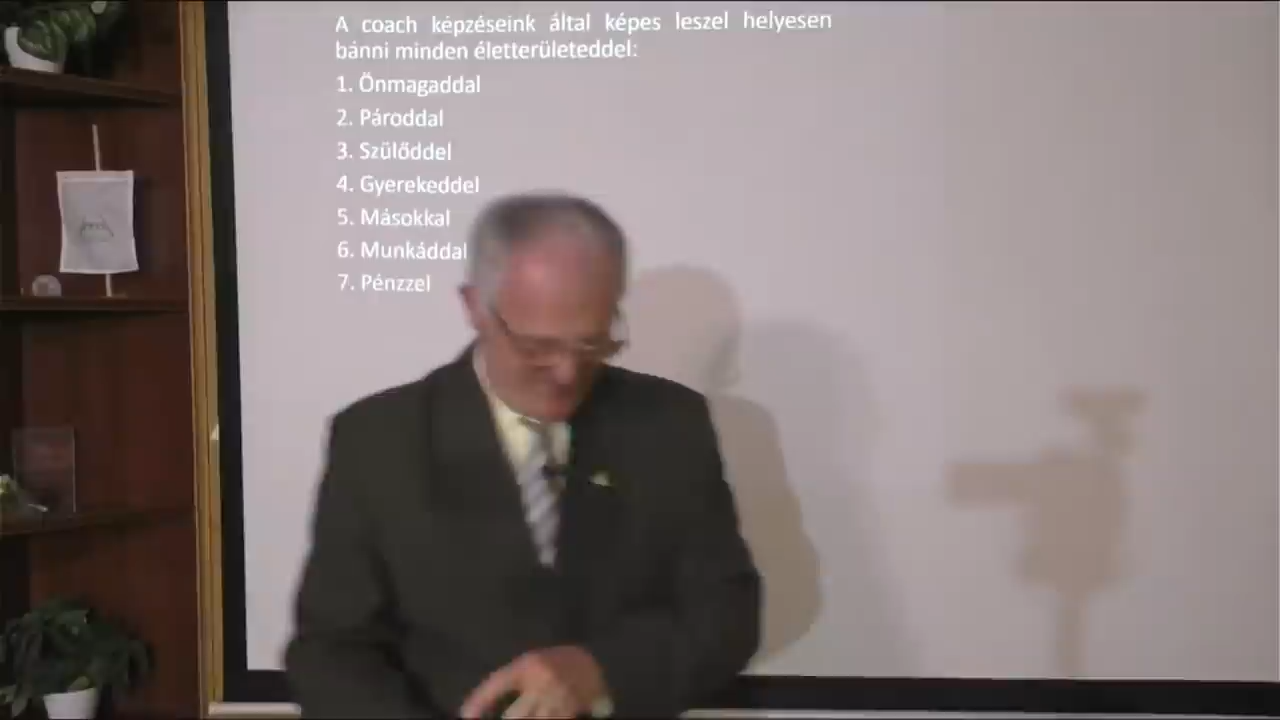 A coach képzéseink által képes leszel helyesen
bánni minden életterületeddel:
1. Önmagaddal
2. Pároddal
3. Szülőddel
4. Gyerekeddel
5. Másokkal
6. Munkáddal
7. Pénzzel